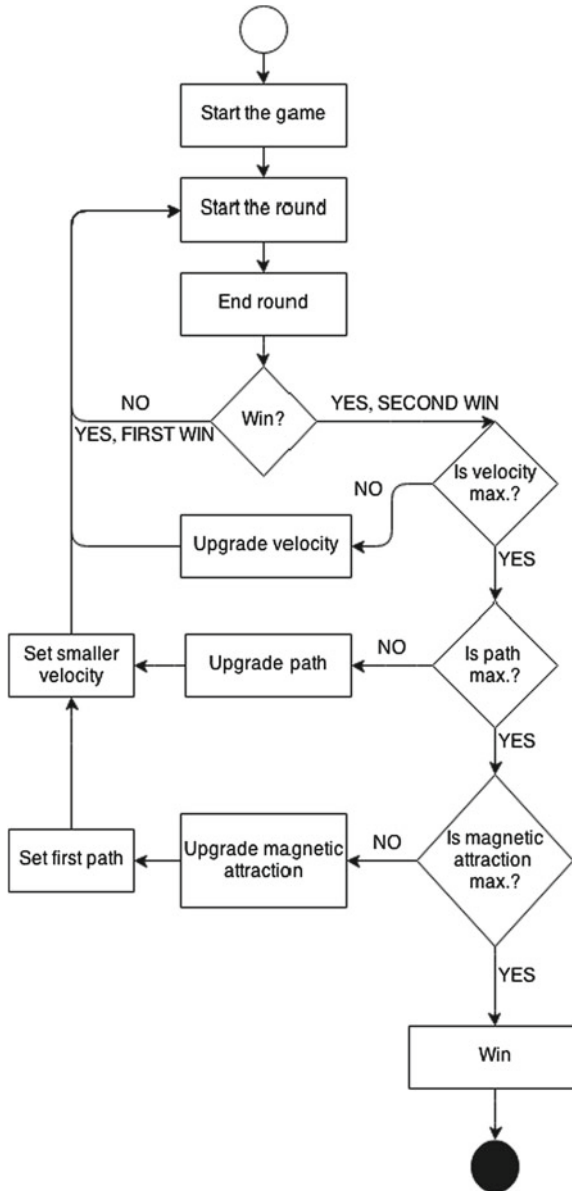 Start the game
Start the round
End round
Win?
NO
YES, FIRST WIN
YES, SECOND WIN
Is velocity
max.?
NO
Upgrade velocity
YES
Set smaller
velocity
Upgrade path
NO
Is path
max.?
YES
Set first path
Upgrade magnetic
attraction
NO
Is magnetic
attraction
max.?
YES
Win